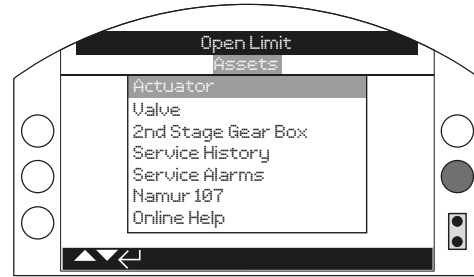 Open Limit
Assets
Actuator
Valve
2nd Stage Gear Box
Service History
Service Alarms
Namur 107
Online Help